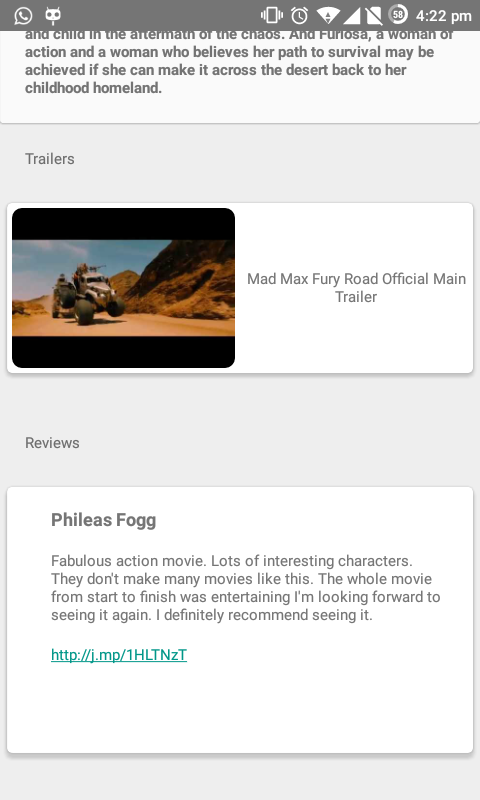 58 4:22 pm
and child in the aftermath of the chaos. And Furiosa, a woman of
action and a woman who believes her path to survival may be
achieved if she can make it across the desert back to her
childhood homeland.
Trailers
Mad Max Fury Road Official Main
Trailer
Reviews
Phileas Fogg
Fabulous action movie. Lots of interesting characters.
They don't make many movies like this. The whole movie
from start to finish was entertaining I'm looking forward to
seeing it again. I definitely recommend seeing it.
http://j.mp/1HLTNzT